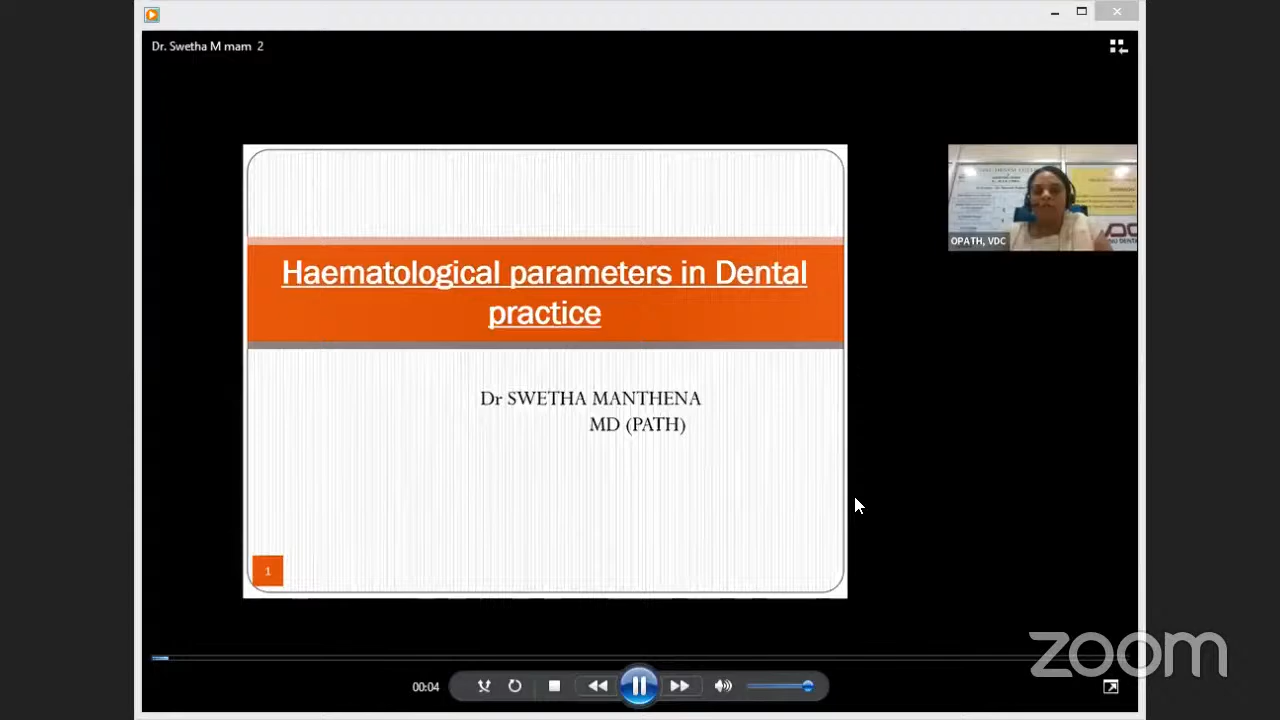 Dr. Swetha M mam 2
Haematological parameters in Dental
practice
Dr SWETHA MANTHENA
MD (PATH)
1
OPATH, VDC
00:04
zoom